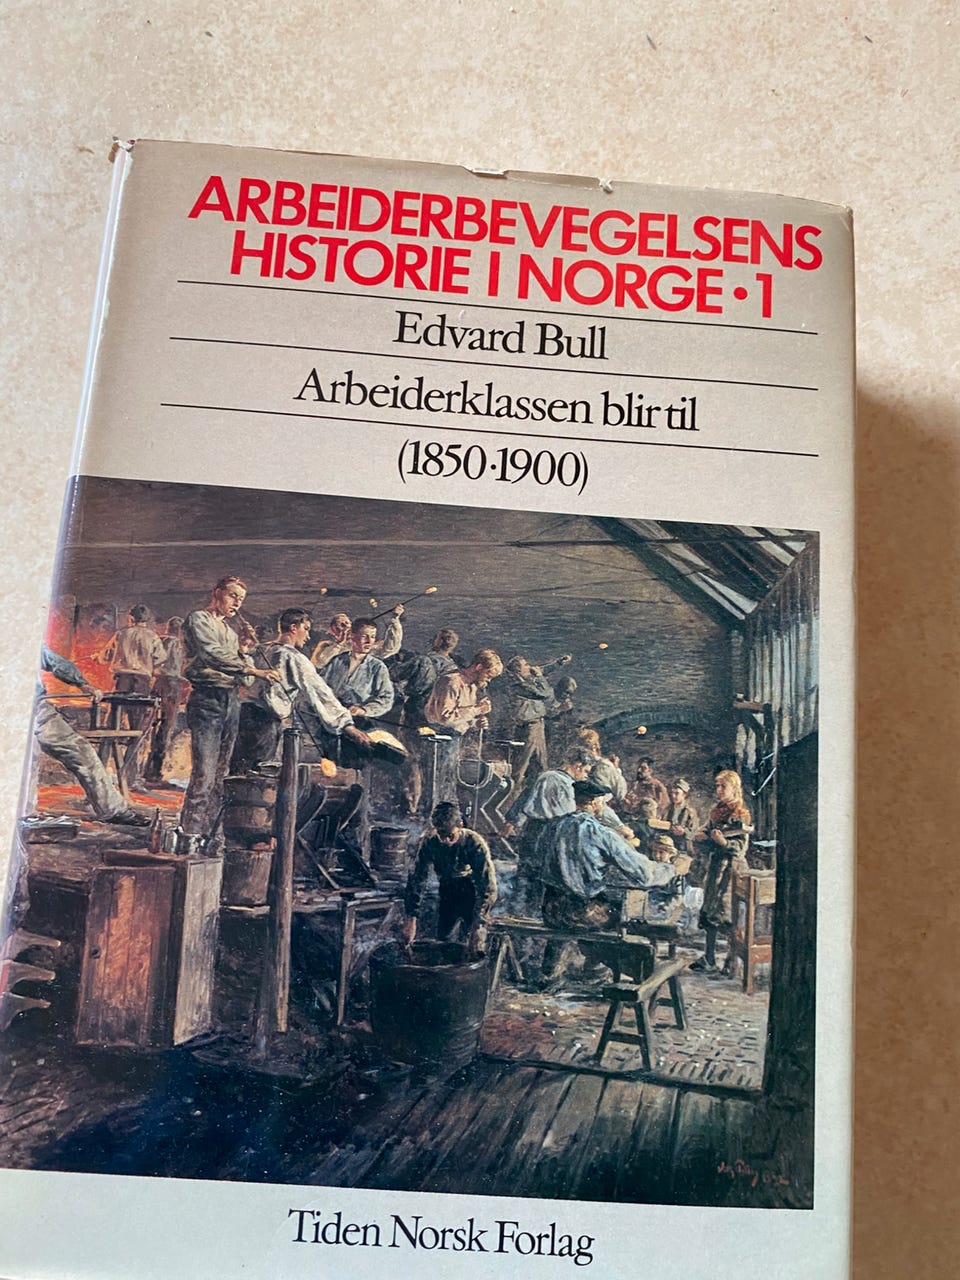 ARBEIDERBEVEGELSENS
HISTORIE I NORGE • 1
Edvard Bull
Arbeiderklassen blir til
(1850·1900)
Tiden Norsk Forlag